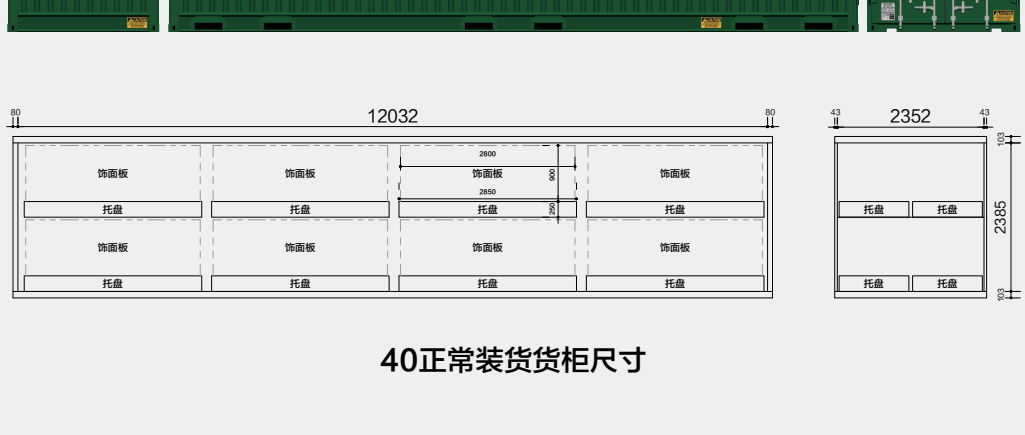 80 12032 80 43 2352 43
103
2800
饰面板 饰面板 饰面板 900 饰面板
2850
托盘 托盘 托盘 250 托盘 托盘 托盘
2385
饰面板 饰面板 饰面板 饰面板
托盘 托盘 托盘 托盘 托盘 托盘
103
40正常装货货柜尺寸